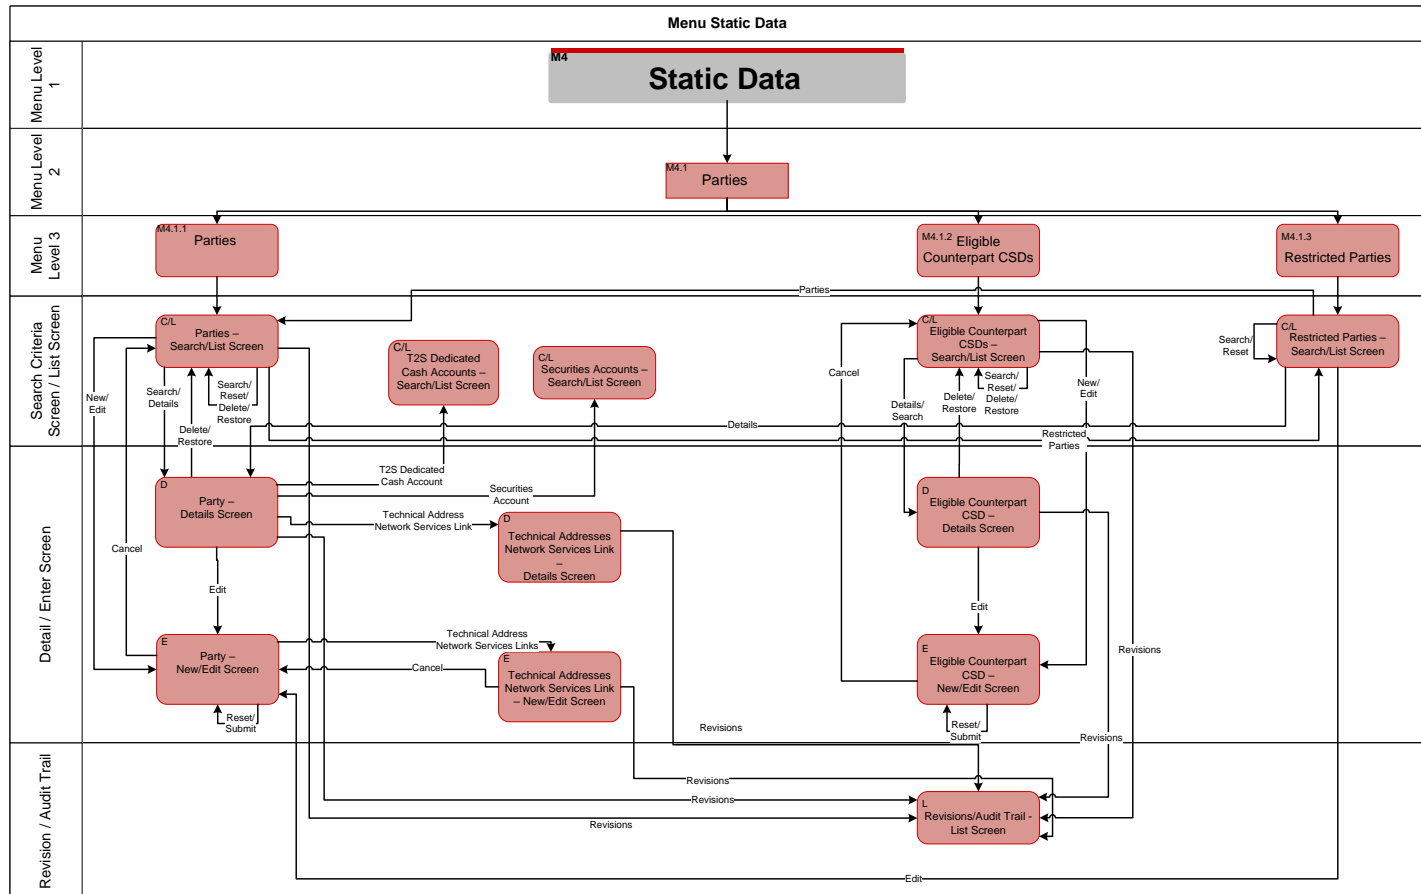 Menu Static Data
Menu Level
1
M4
Static Data
Menu Level
2
M4.1
Parties
Menu
Level 3
M4.1.1
Parties
M4.1.2
Eligible
Counterpart CSDs
M4.1.3
Restricted Parties
Search Criteria
Screen / List Screen
Parties
C/L
Parties –
Search/List Screen
C/L
T2S Dedicated
Cash Accounts –
Search/List Screen
C/L
Securities Accounts –
Search/List Screen
C/L
Eligible Counterpart
CSDs –
Search/List Screen
C/L
Restricted Parties –
Search/List Screen
Search/
Reset
New/
Edit
Search/
Details
Search/
Reset/
Delete/
Restore
Delete/
Restore
Cancel
Details/
Search
Delete/
Restore
Search/
Reset/
Delete/
Restore
New/
Edit
Details
Restricted
Parties
Detail / Enter Screen
T2S Dedicated
Cash Account
Securities
Account
D
Party –
Details Screen
Technical Address
Network Services Link
D
Technical Addresses
Network Services Link
–
Details Screen
D
Eligible Counterpart
CSD –
Details Screen
Cancel
Edit
Edit
E
Party –
New/Edit Screen
Technical Address
Network Services Links
Cancel
E
Technical Addresses
Network Services Link
– New/Edit Screen
E
Eligible Counterpart
CSD –
New/Edit Screen
Revisions
Reset/
Submit
Revisions
Reset/
Submit
Revisions
Revision / Audit Trail
Revisions
Revisions
Revisions
L
Revisions/Audit Trail -
List Screen
Edit